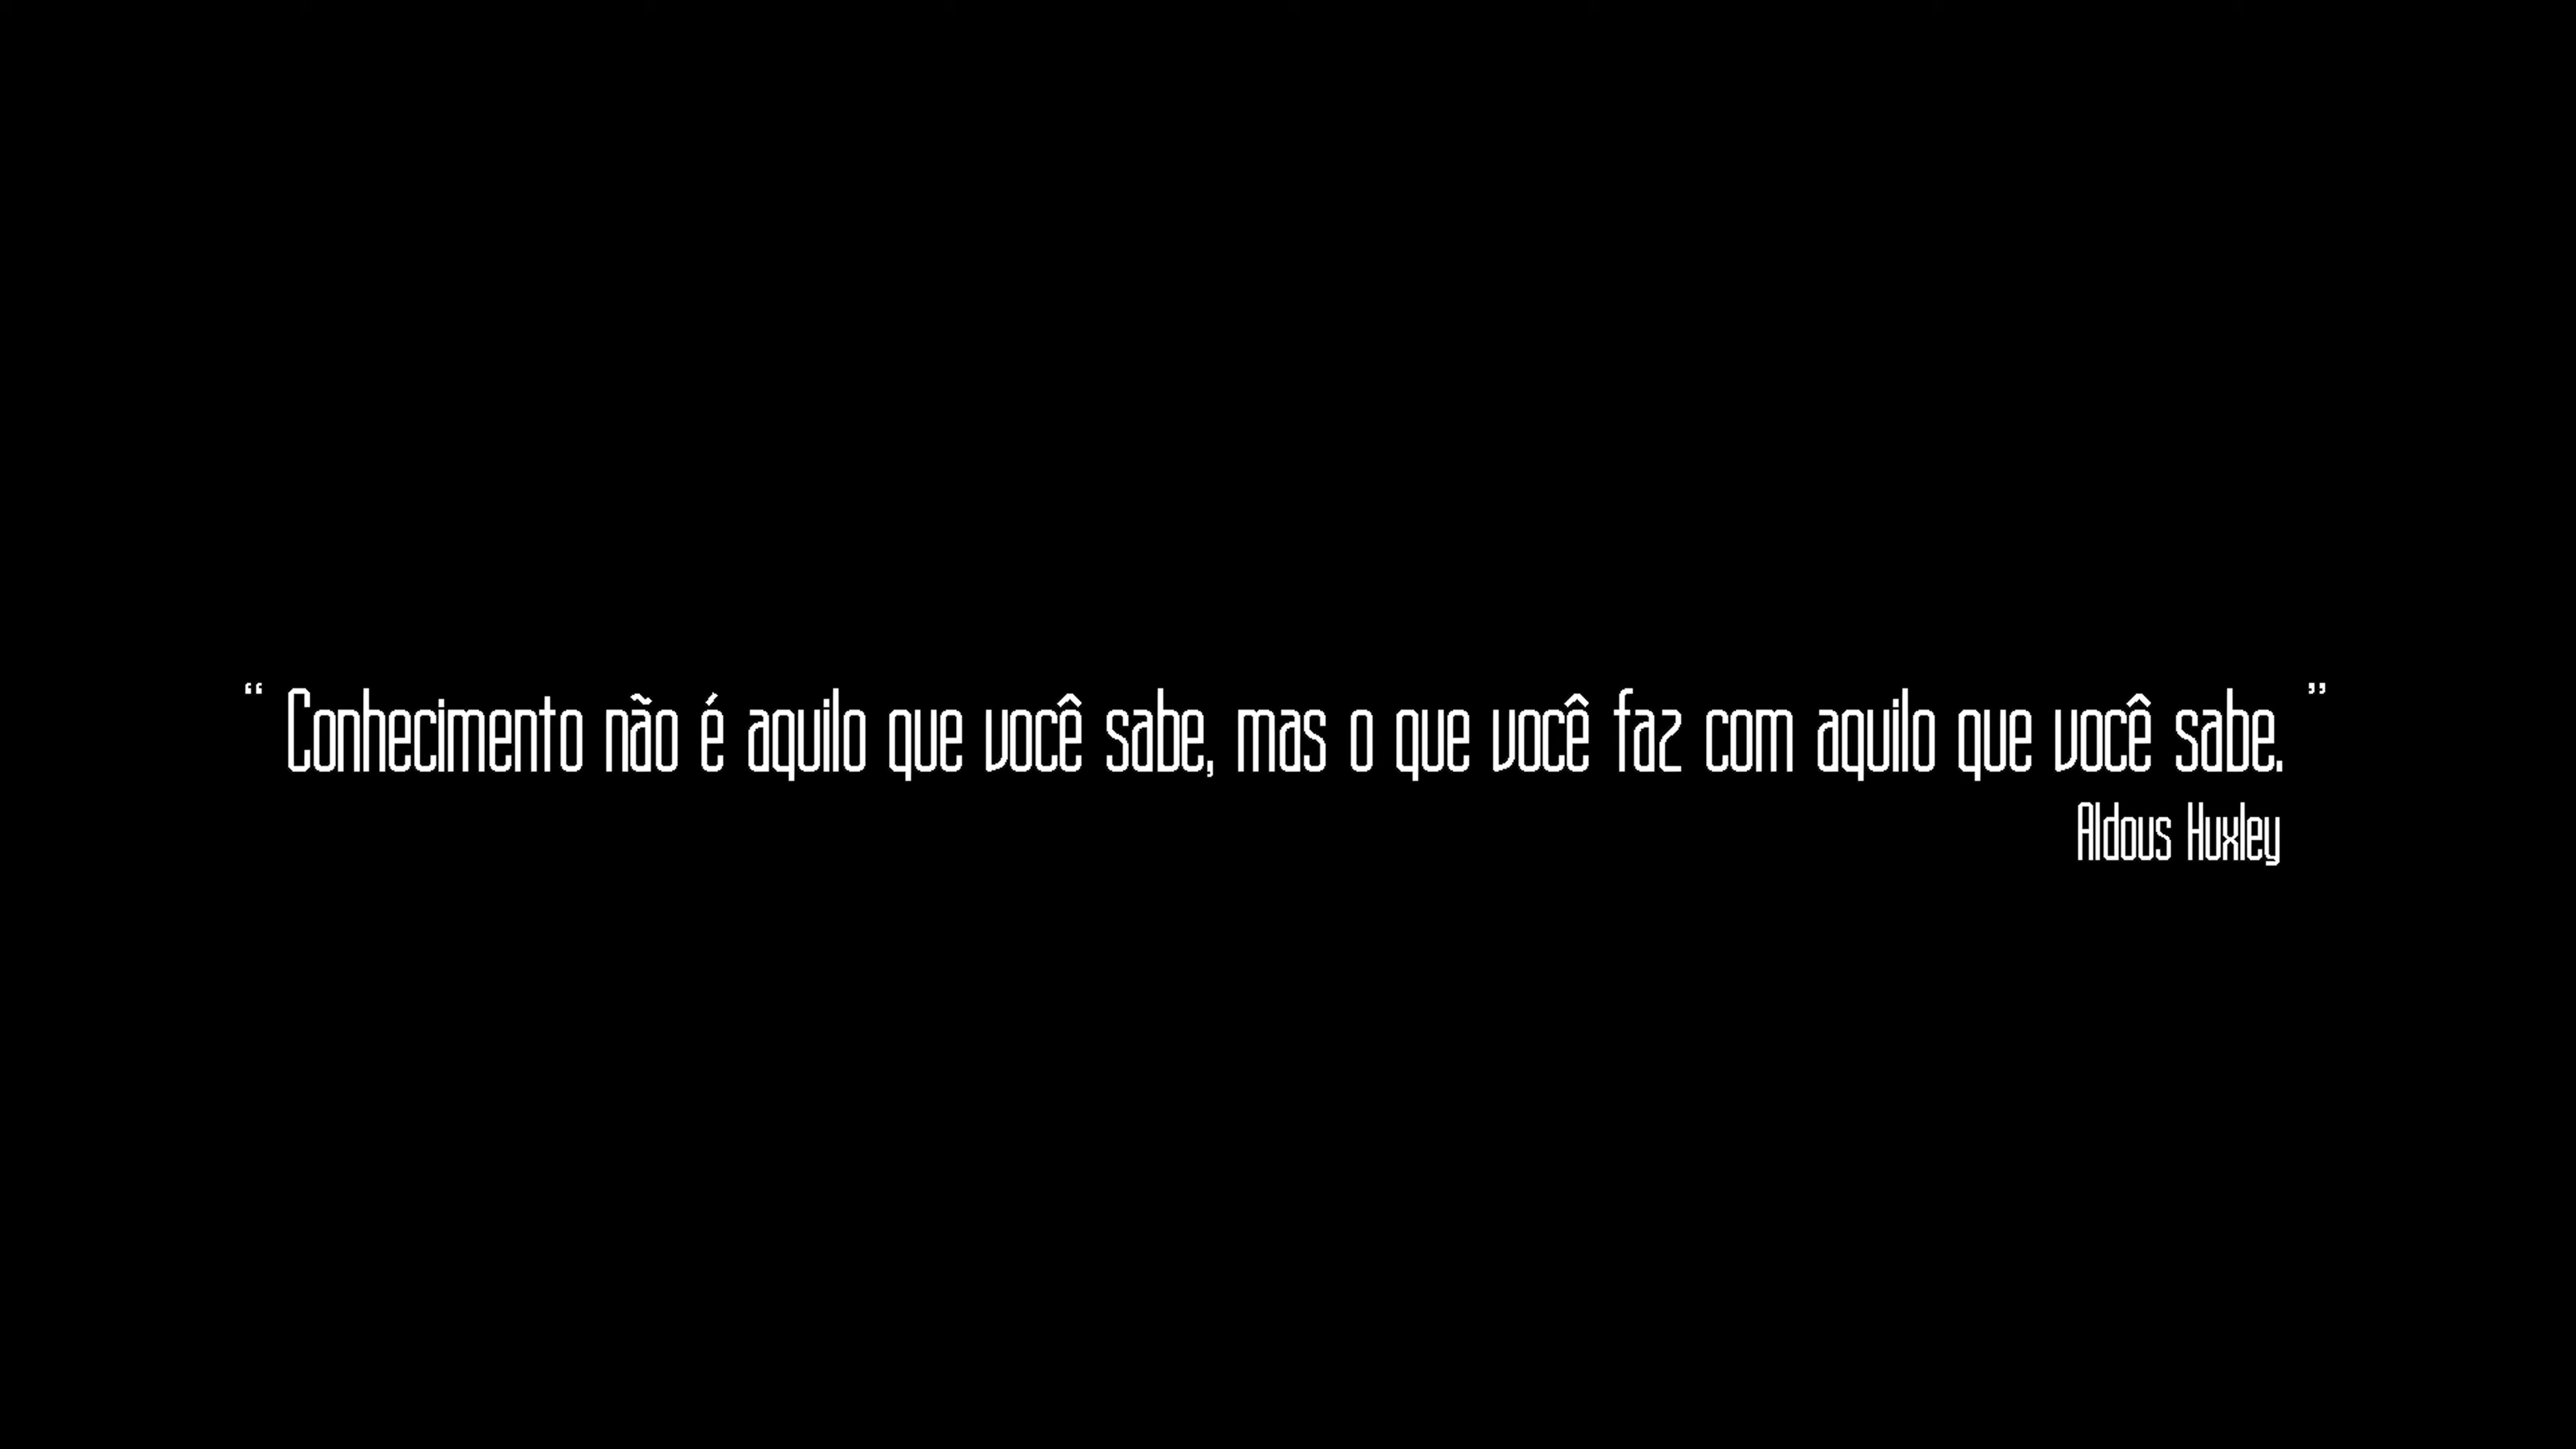 “ Conhecimento não é aquilo que você sabe, mas o que você faz com aquilo que você sabe. ”
Aldous Huxley